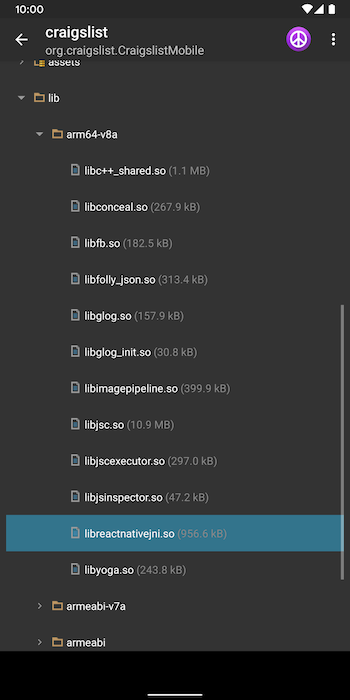 10:00
craigslist
org.craigslist.CraigslistMobile
assets
lib
arm64-v8a
libc++_shared.so (1.1 MB)
libconceal.so (267.9 kB)
libfb.so (182.5 kB)
libfolly_json.so (313.4 kB)
libglog.so (157.9 kB)
libglog_init.so (30.8 kB)
libimagepipeline.so (399.9 kB)
libjsc.so (10.9 MB)
libjscexecutor.so (297.0 kB)
libjsinspector.so (47.2 kB)
libreactnativejni.so (956.6 kB)
libyoga.so (243.8 kB)
armeabi-v7a
armeabi